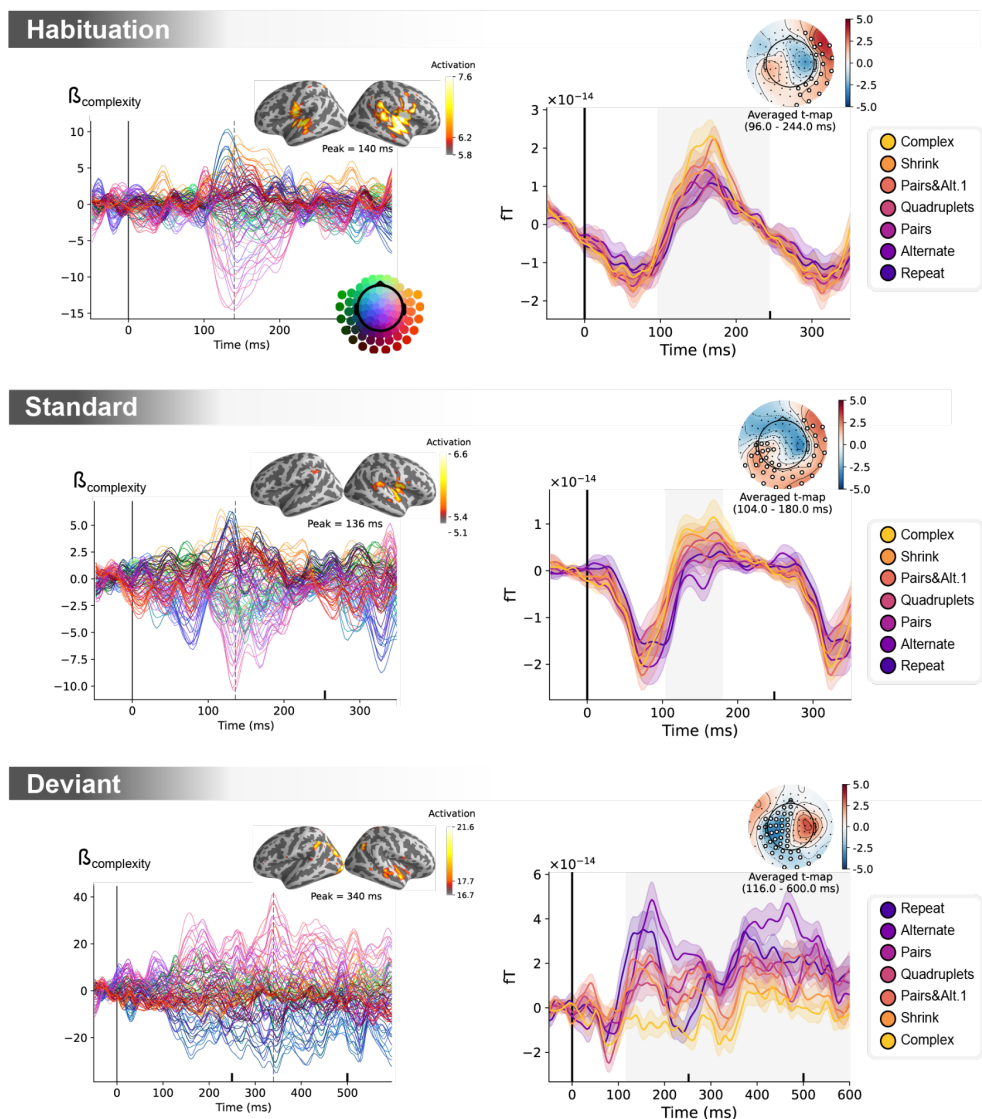 Habituation
ßcomplexity
Activation
7.6
6.2
5.8
Peak = 140 ms
10
5
0
−5
−10
−15
0
100
200
Time (ms)
5.0
2.5
0.0
−2.5
−5.0
Averaged t-map
(96.0 - 244.0 ms)
×10−14
3
2
1
0
−1
−2
fT
0
100
200
300
Time (ms)
Complex
Shrink
Pairs&Alt.1
Quadruplets
Pairs
Alternate
Repeat
Standard
ßcomplexity
Activation
6.6
5.4
5.1
Peak = 136 ms
5.0
2.5
0.0
−2.5
−5.0
−7.5
−10.0
0
100
200
300
Time (ms)
5.0
2.5
0.0
−2.5
−5.0
Averaged t-map
(104.0 - 180.0 ms)
×10−14
1
0
−1
−2
fT
0
100
200
300
Time (ms)
Complex
Shrink
Pairs&Alt.1
Quadruplets
Pairs
Alternate
Repeat
Deviant
ßcomplexity
Activation
21.6
17.7
16.7
Peak = 340 ms
40
20
0
−20
0
100
200
300
400
500
Time (ms)
5.0
2.5
0.0
−2.5
−5.0
Averaged t-map
(116.0 - 600.0 ms)
×10−14
6
4
2
0
−2
fT
0
100
200
300
400
500
600
Time (ms)
Repeat
Alternate
Pairs
Quadruplets
Pairs&Alt.1
Shrink
Complex